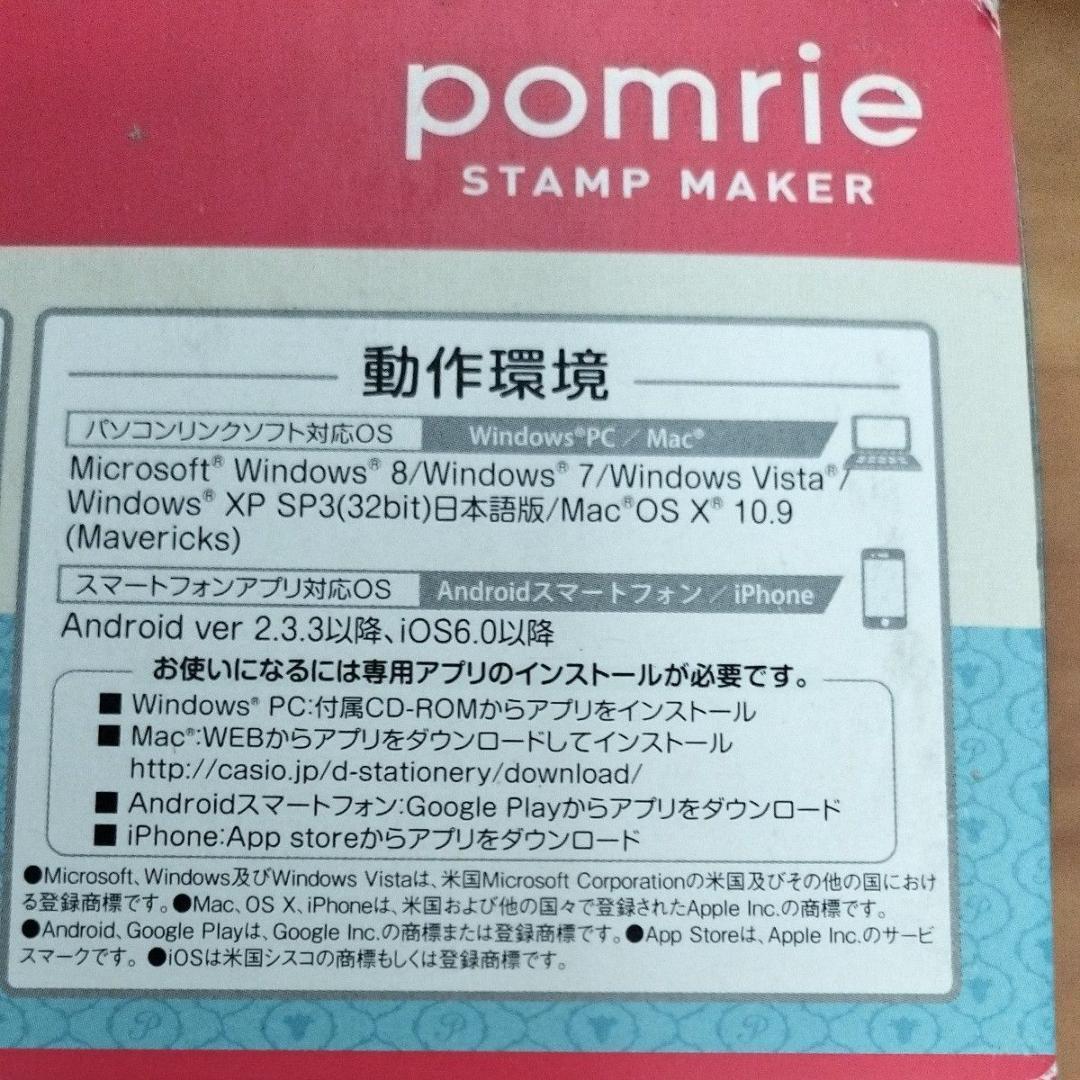 pomrie
STAMP MAKER
動作環境
パソコンリンクソフト対応OS Windows®PC／Mac®
Microsoft® Windows® 8/Windows® 7/Windows Vista®/
Windows® XP SP3(32bit)日本語版/Mac®OS X® 10.9
(Mavericks)
スマートフォンアプリ対応OS Androidスマートフォン／iPhone
Android ver 2.3.3以降、iOS6.0以降
お使いになるには専用アプリのインストールが必要です。
■ Windows® PC:付属CD-ROMからアプリをインストール
■ Mac®:WEBからアプリをダウンロードしてインストール
http://casio.jp/d-stationery/download/
■ Androidスマートフォン:Google Playからアプリをダウンロード
■ iPhone:App storeからアプリをダウンロード
●Microsoft、Windows及びWindows Vistaは、米国Microsoft Corporationの米国及びその他の国におけ
る登録商標です。●Mac、OS X、iPhoneは、米国および他の国々で登録されたApple Inc.の商標です。
●Android、Google Playは、Google Inc.の商標または登録商標です。●App Storeは、Apple Inc.のサービ
スマークです。●iOSは米国シスコの商標もしくは登録商標です。